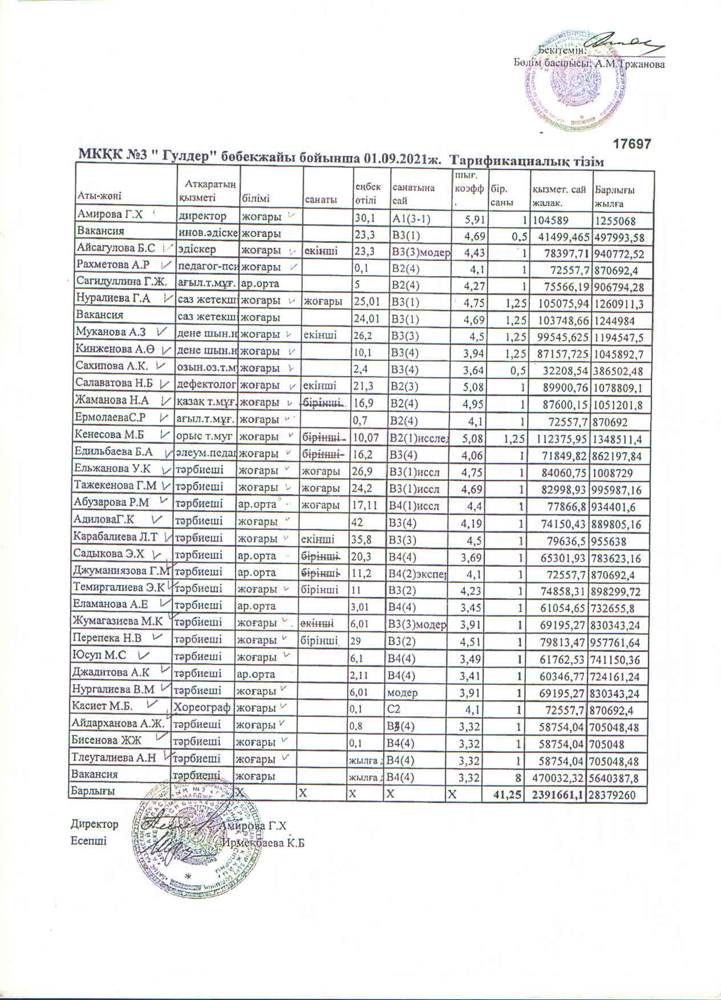 Бекітемін:
Бөлім басшысы: А.М.Тржанова
17697
МКҚК №3 " Гулдер" бөбекжайы бойынша 01.09.2021ж. Тарификациалық тізім
Аты-жөні Атқаратын қызметі білімі санаты еңбек өтілі санатына сай шығ. коэфф. бір. саны қызмет. сай жалак. Барлығы жылға
Амирова Г.Х директор жоғары 30,1 А1(3-1) 5,91 1 104589 1255068
Вакансия инов.әдіске жоғары 23,3 В3(1) 4,69 0,5 41499,465 497993,58
Айсагулова Б.С әдіскер жоғары екінші 23,3 В3(3)модер 4,43 1 78397,71 940772,52
Рахметова А.Р педагог-пси жоғары 0,1 В2(4) 4,1 1 72557,7 870692,4
Сагидуллина Г.Ж. ағыл.т.мұғ. ар.орта 5 В2(4) 4,27 1 75566,19 906794,28
Нуралиева Г.А саз жетекш жоғары жоғары 25,01 В3(1) 4,75 1,25 105075,94 1260911,3
Вакансия саз жетекш жоғары 24,01 В3(1) 4,69 1,25 103748,66 1244984
Муканова А.З дене шын.н жоғары екінші 26,2 В3(3) 4,5 1,25 99545,625 1194547,5
Кинженова А.Ө дене шын.н жоғары 10,1 В3(4) 3,94 1,25 87157,725 1045892,7
Сахипова А.К. озын.оз.т.м жоғары 2,4 В3(4) 3,64 0,5 32208,54 386502,48
Салаватова Н.Б дефектолог жоғары екінші 21,3 В2(3) 5,08 1 89900,76 1078809,1
Жаманова Н.А қазақ т.мұғ. жоғары бірінші 16,9 В2(4) 4,95 1 87600,15 1051201,8
ЕрмолаеваС.Р ағыл.т.мұғ. жоғары 0,7 В2(4) 4,1 1 72557,7 870692
Кенесова М.Б орыс т.муг жоғары бірінші 10,07 В2(1)исслед 5,08 1,25 112375,95 1348511,4
Едильбаева Б.А әлеум.педаг жоғары бірінші 16,2 В3(4) 4,06 1 71849,82 862197,84
Ельжанова У.К тәрбиеші жоғары жоғары 26,9 В3(1)иссл 4,75 1 84060,75 1008729
Тажекенова Г.М тәрбиеші жоғары жоғары 24,2 В3(1)иссл 4,69 1 82998,93 995987,16
Абузарова Р.М тәрбиеші ар.орта жоғары 17,11 В4(1)иссл 4,4 1 77866,8 934401,6
АдиловаГ.К тәрбиеші жоғары 42 В3(4) 4,19 1 74150,43 889805,16
Карабалиева Л.Т тәрбиеші жоғары екінші 35,8 В3(3) 4,5 1 79636,5 955638
Садыкова Э.Х тәрбиеші ар.орта бірінші 20,3 В4(4) 3,69 1 65301,93 783623,16
Джуманиязова Г.М тәрбиеші ар.орта бірінші 11,2 В4(2)экспер 4,1 1 72557,7 870692,4
Темиргалиева Э.К тәрбиеші жоғары бірінші 11 В3(2) 4,23 1 74858,31 898299,72
Еламанова А.Е тәрбиеші ар.орта 3,01 В4(4) 3,45 1 61054,65 732655,8
Жумагазиева М.К тәрбиеші жоғары екінші 6,01 В3(3)модер 3,91 1 69195,27 830343,24
Перепека Н.В тәрбиеші жоғары бірінші 29 В3(2) 4,51 1 79813,47 957761,64
Юсуп М.С тәрбиеші жоғары 6,1 В4(4) 3,49 1 61762,53 741150,36
Джадитова А.К тәрбиеші ар.орта 2,11 В4(4) 3,41 1 60346,77 724161,24
Нургалиева В.М тәрбиеші жоғары 6,01 модер 3,91 1 69195,27 830343,24
Касиет М.Б. Хореограф жоғары 0,1 С2 4,1 1 72557,7 870692,4
Айдарханова А.Ж. тәрбиеші жоғары 0,8 В3(4) 3,32 1 58754,04 705048,48
Бисенова ЖЖ тәрбиеші жоғары 0,1 В4(4) 3,32 1 58754,04 705048
Тлеугалиева А.Н тәрбиеші жоғары жылға д В4(4) 3,32 1 58754,04 705048,48
Вакансия тәрбиеші жоғары жылға д В4(4) 3,32 8 470032,32 5640387,8
Барлығы Х Х Х Х Х 41,25 2391661,1 28379260
Директор Амирова Г.Х
Есепші Ирмекбаева К.Б